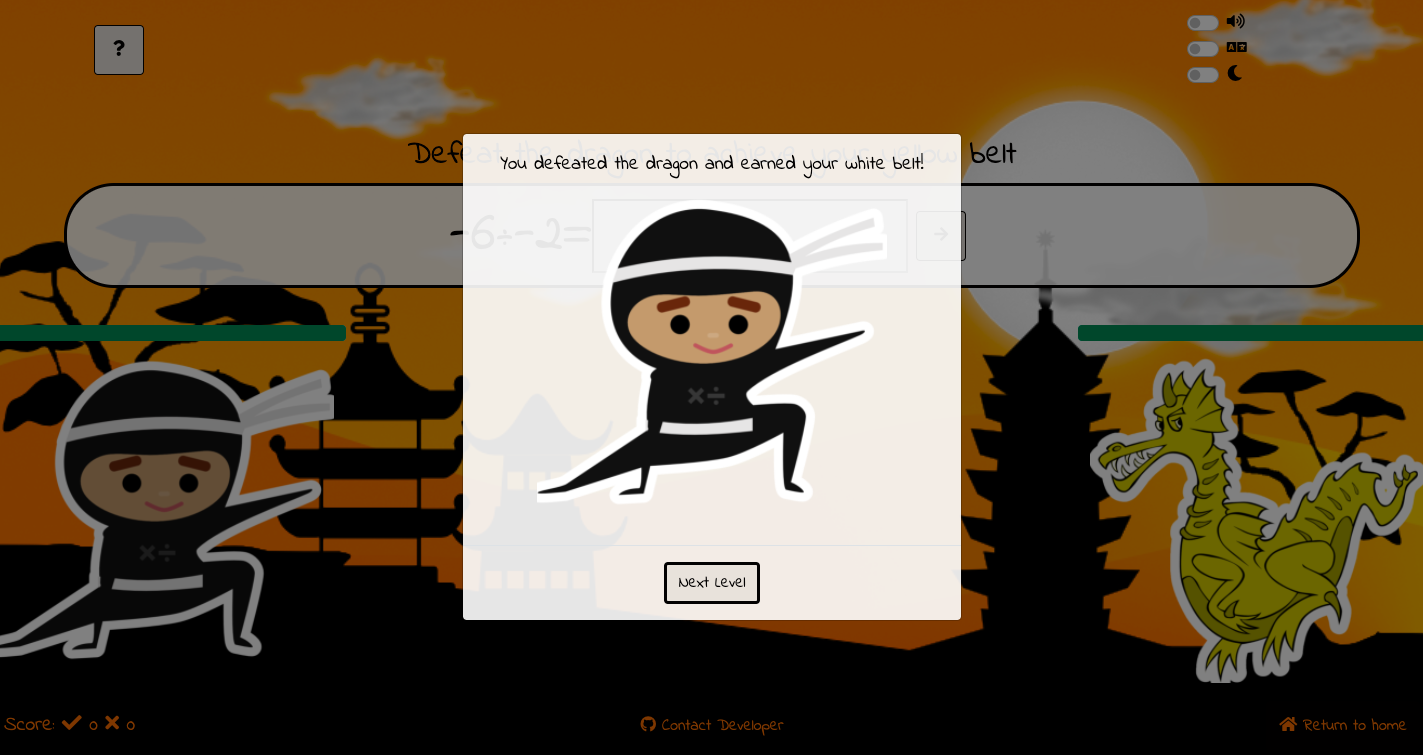 ?
Defeat the dragon to achieve your yellow belt
You defeated the dragon and earned your white belt!
-6÷-2=
×÷
×÷
Next Level
Score: 0 0
Contact Developer
Return to home